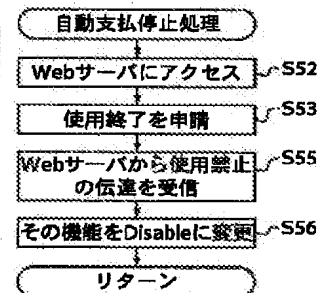 自動支払停止処理
Webサーバにアクセス S52
使用終了を申請 S53
Webサーバから使用禁止 S55
の伝達を受信
その機能をDisableに変更 S56
リターン